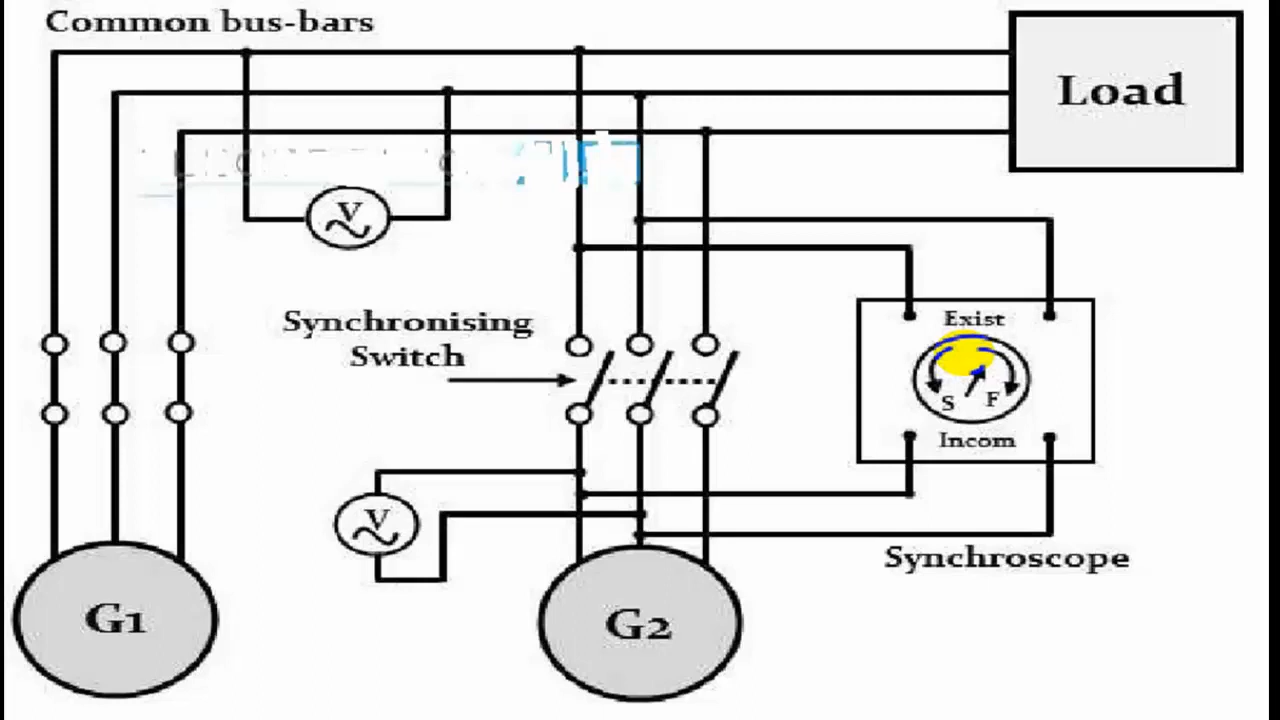 Common bus-bars
Load
V
Synchronising
Switch
Exist
S F
Incom
V
Synchroscope
G1
G2